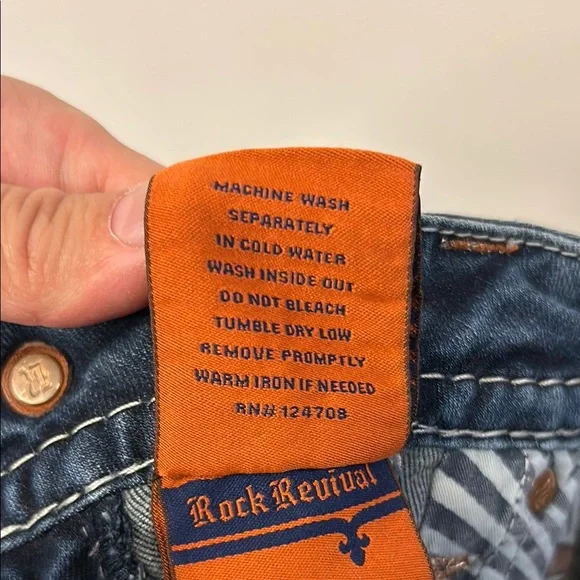 MACHINE WASH
SEPARATELY
IN COLD WATER
WASH INSIDE OUT
DO NOT BLEACH
TUMBLE DRY LOW
REMOVE PROMPTLY
WARM IRON IF NEEDED
RN# 124708
Rock Revival